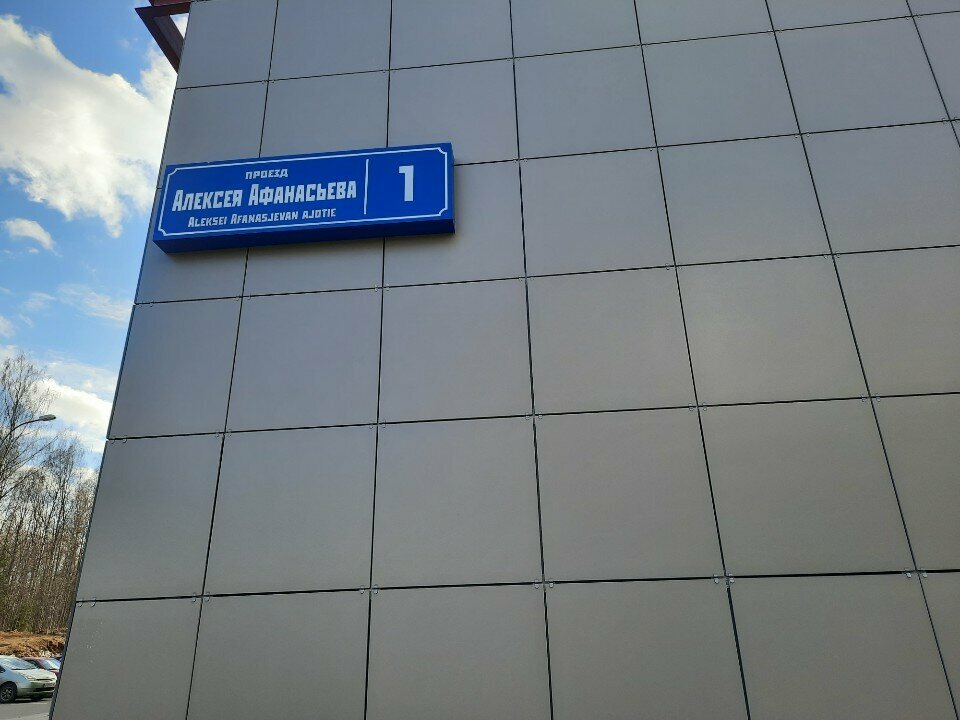 проезд
Алексея Афанасьева
Aleksei Afanasjevan ajotie
1